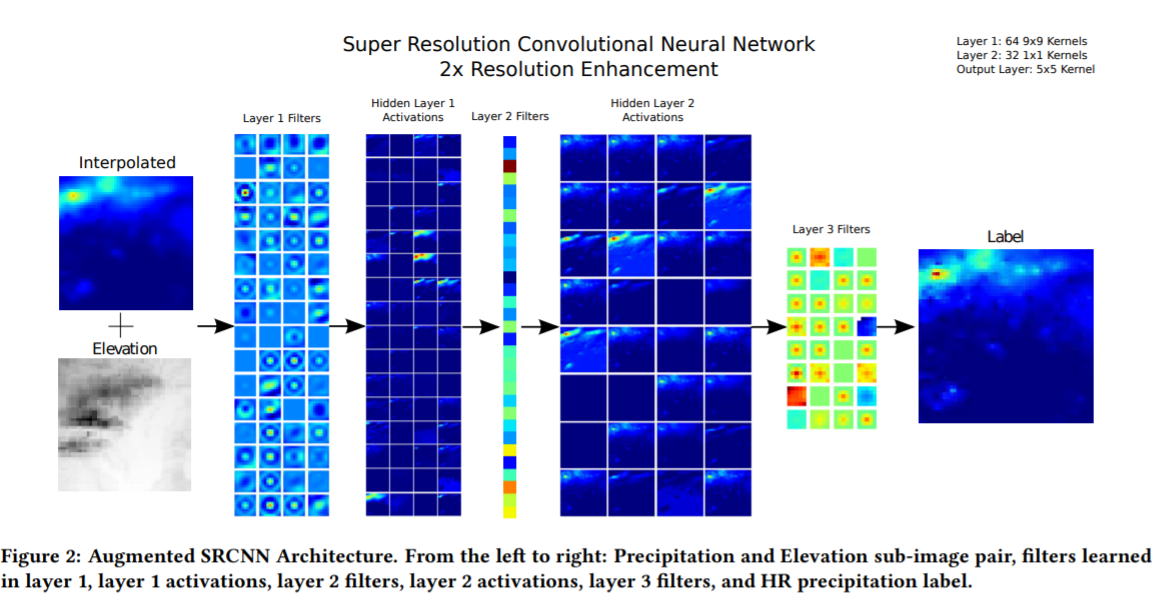 Super Resolution Convolutional Neural Network
2x Resolution Enhancement
Layer 1: 64 9x9 Kernels
Layer 2: 32 1x1 Kernels
Output Layer: 5x5 Kernel
Interpolated
Elevation
Layer 1 Filters
Hidden Layer 1
Activations
Layer 2 Filters
Hidden Layer 2
Activations
Layer 3 Filters
Label
Figure 2: Augmented SRCNN Architecture. From the left to right: Precipitation and Elevation sub-image pair, filters learned
in layer 1, layer 1 activations, layer 2 filters, layer 2 activations, layer 3 filters, and HR precipitation label.